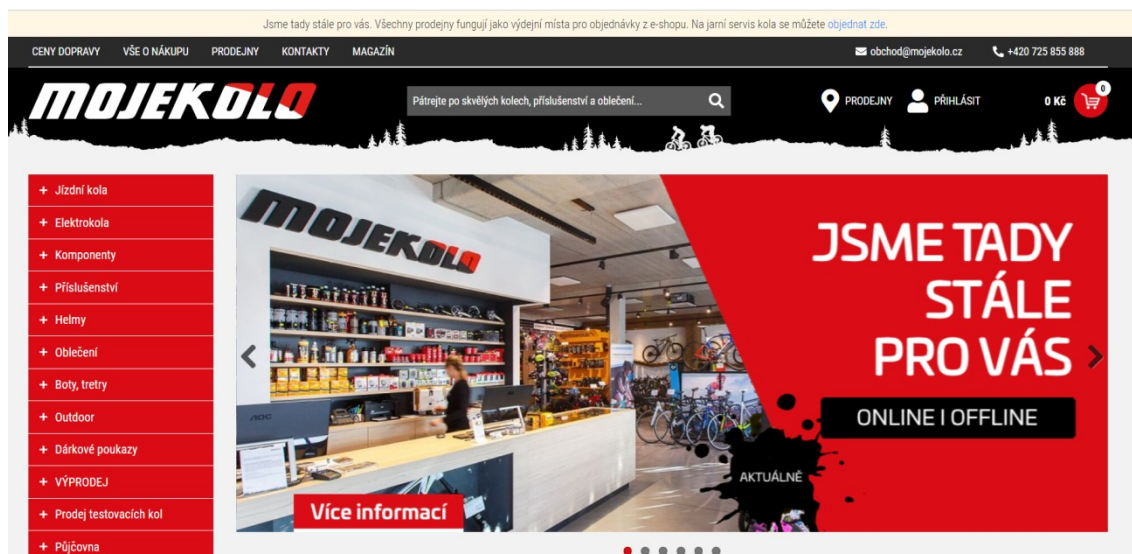 Jsme tady stále pro vás. Všechny prodejny fungují jako výdejní místa pro objednávky z e-shopu. Na jarní servis kola se můžete objednat zde.
CENY DOPRAVY VŠE O NÁKUPU PRODEJNY KONTAKTY MAGAZÍN obchod@mojekolo.cz +420 725 855 888
MOJEKOLO Pátrejte po skvělých kolech, příslušenství a oblečení... PRODEJNY PŘIHLÁSIT 0 Kč 0
+ Jízdní kola
+ Elektrokola
+ Komponenty
+ Příslušenství
+ Helmy
+ Oblečení
+ Boty, tretry
+ Outdoor
+ Dárkové poukazy
+ VÝPRODEJ
+ Prodej testovacích kol
+ Půjčovna
MOJEKOLO
AOC
Více informací
JSME TADY
STÁLE
PRO VÁS
ONLINE I OFFLINE
AKTUÁLNĚ